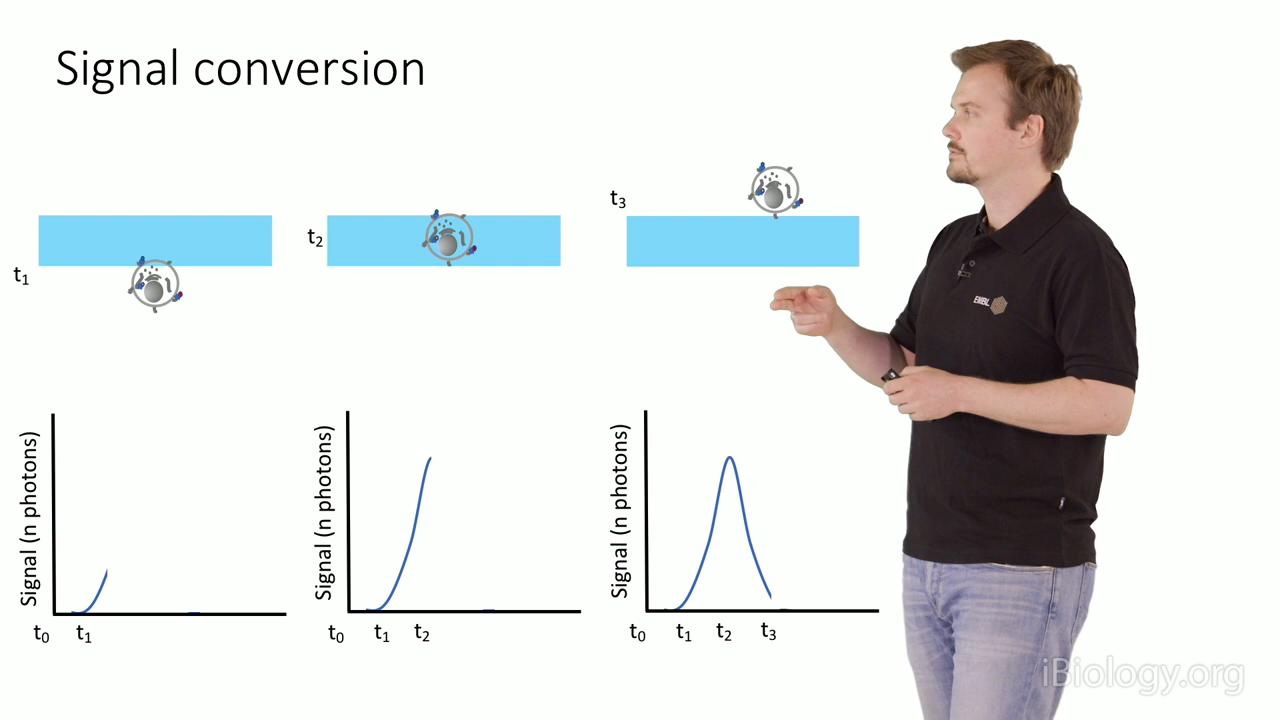 Signal conversion
t1
t2
t3
EMBL
Signal (n photons)
t0 t1
Signal (n photons)
t0 t1 t2
Signal (n photons)
t0 t1 t2 t3
iBiology.org